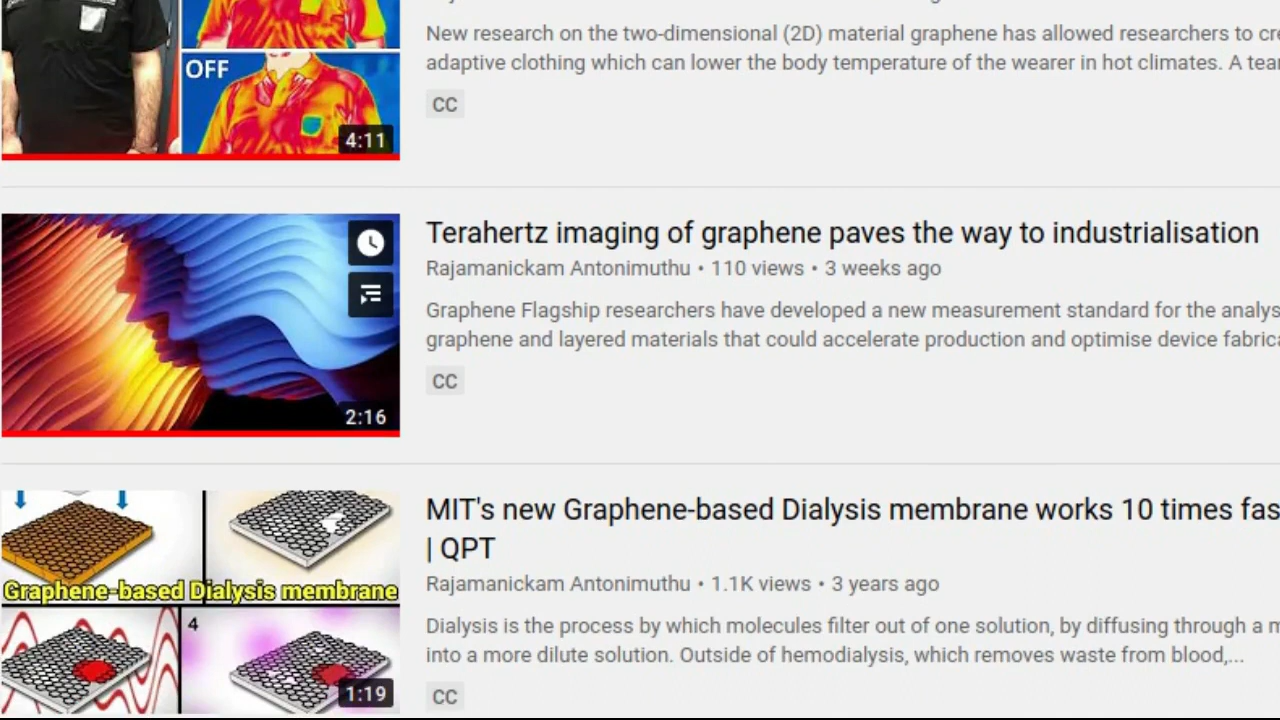 New research on the two-dimensional (2D) material graphene has allowed researchers to
OFF
adaptive clothing which can lower the body temperature of the wearer in hot climates. A
CC
4:11
Terahertz imaging of graphene paves the way to industrialisation
Rajamanickam Antonimuthu • 110 views • 3 weeks ago
Graphene Flagship researchers have developed a new measurement standard for the
graphene and layered materials that could accelerate production and optimise device
CC
2:16
MIT's new Graphene-based Dialysis membrane works 10 times
| QPT
Rajamanickam Antonimuthu • 1.1K views • 3 years ago
Graphene-based Dialysis membrane
4
Dialysis is the process by which molecules filter out of one solution, by diffusing through a
into a more dilute solution. Outside of hemodialysis, which removes waste from blood,...
CC
1:19